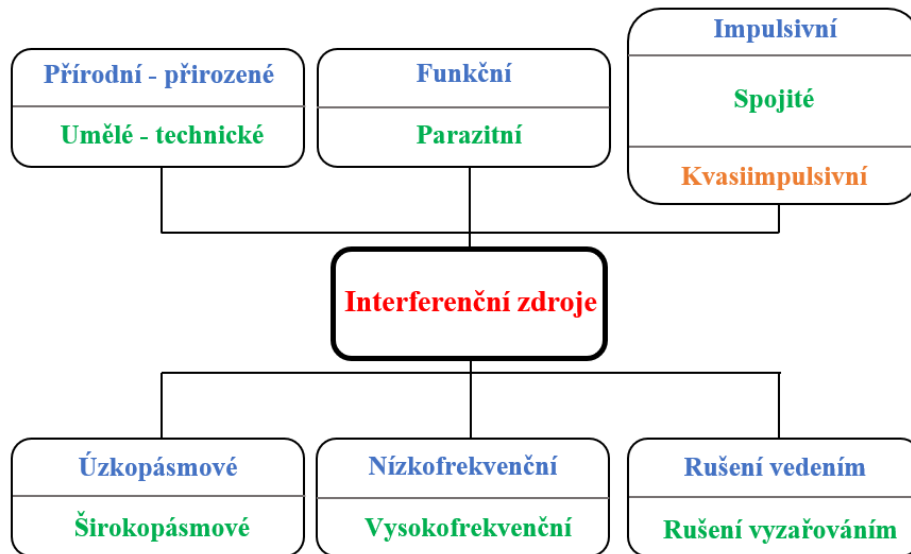 Přírodní - přirozené
Umělé - technické
Funkční
Parazitní
Impulsivní
Spojité
Kvasiimpulsivní
Interferenční zdroje
Úzkopásmové
Širokopásmové
Nízkofrekvenční
Vysokofrekvenční
Rušení vedením
Rušení vyzařováním